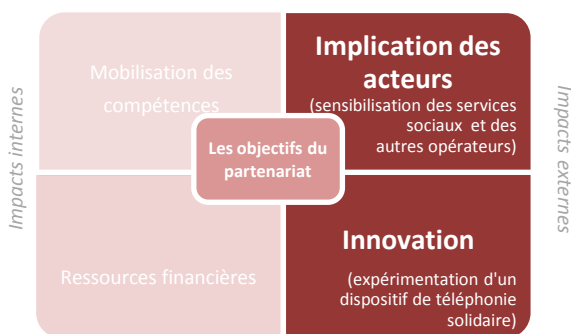 Impacts internes
Mobilisation des
compétences
Implication des
acteurs
(sensibilisation des services
sociaux et des
autres opérateurs)
Les objectifs du
partenariat
Ressources financières
Innovation
(expérimentation d'un
dispositif de téléphonie
solidaire)
Impacts externes